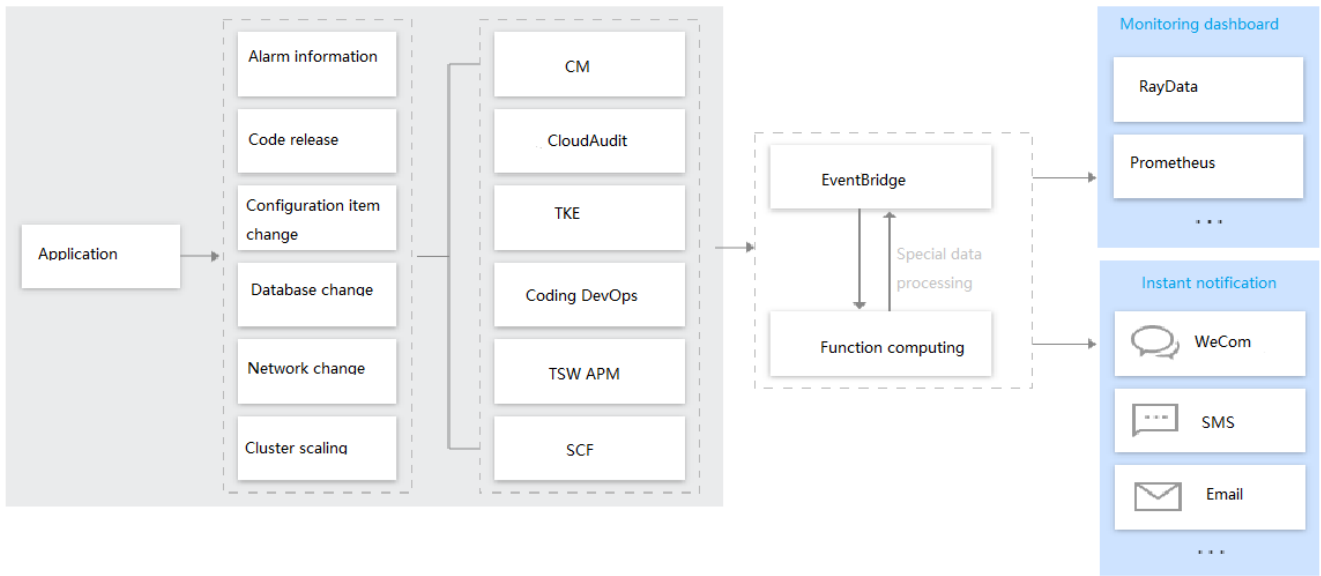 Application
Alarm information
Code release
Configuration item
change
Database change
Network change
Cluster scaling
CM
CloudAudit
TKE
Coding DevOps
TSW APM
SCF
EventBridge
Special data
processing
Function computing
Monitoring dashboard
RayData
Prometheus
...
Instant notification
WeCom
SMS
Email
...